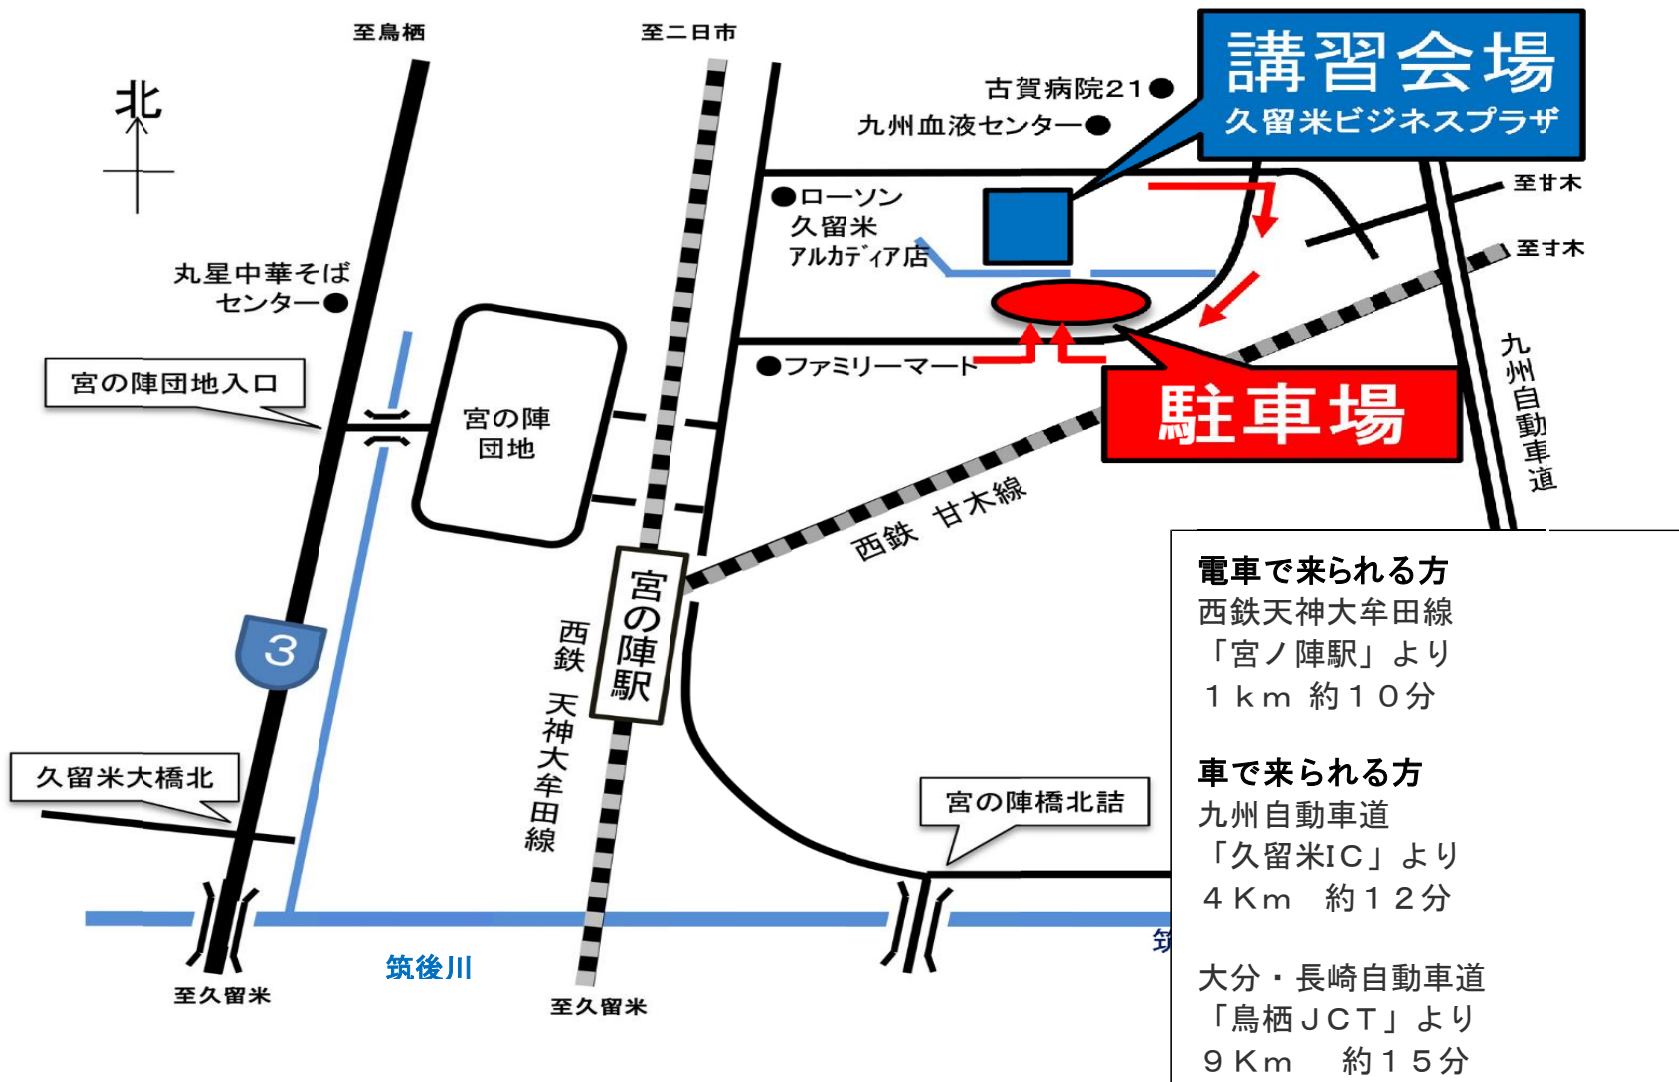 至鳥栖
至二日市
北
古賀病院21
九州血液センター
講習会場
久留米ビジネスプラザ
至甘木
至甘木
ローソン
久留米
アルカディア店
丸星中華そば
センター
ファミリーマート
駐車場
九州自動車道
宮の陣団地入口
宮の陣
団地
西鉄 甘木線
宮の陣駅
3
西鉄 天神大牟田線
久留米大橋北
宮の陣橋北詰
筑後川
至久留米
至久留米
電車で来られる方
西鉄天神大牟田線
「宮ノ陣駅」より
1km 約10分
車で来られる方
九州自動車道
「久留米IC」より
4Km 約12分
大分・長崎自動車道
「鳥栖JCT」より
9Km 約15分